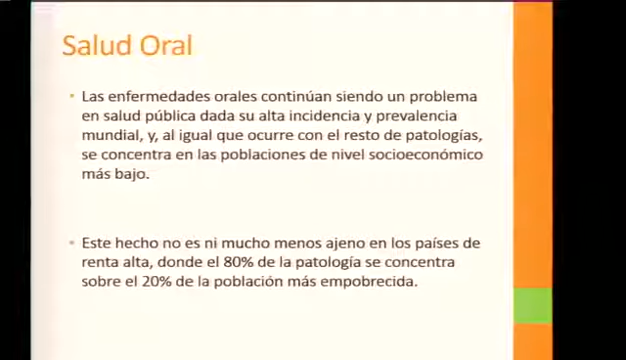 Salud Oral
• Las enfermedades orales continúan siendo un problema
en salud pública dada su alta incidencia y prevalencia
mundial, y, al igual que ocurre con el resto de patologías,
se concentra en las poblaciones de nivel socioeconómico
más bajo.
• Este hecho no es ni mucho menos ajeno en los países de
renta alta, donde el 80% de la patología se concentra
sobre el 20% de la población más empobrecida.